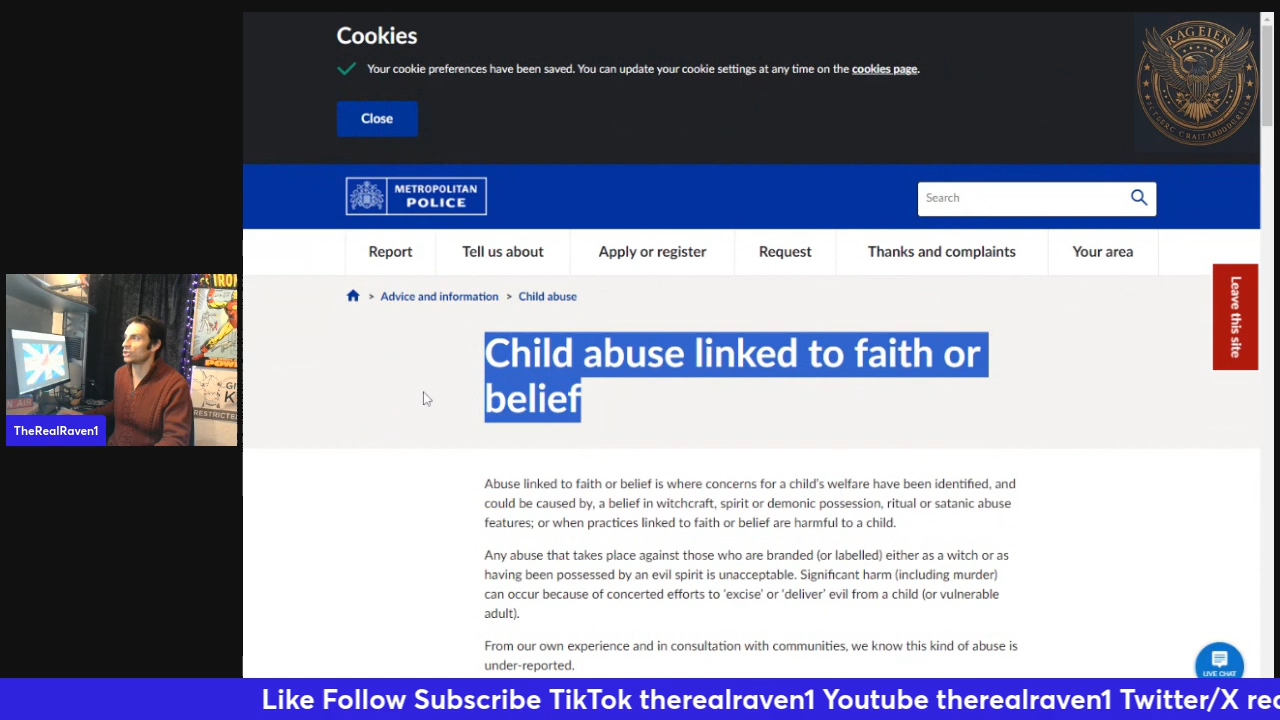 Cookies
Your cookie preferences have been saved. You can update your cookie settings at any time on the cookies page.
Close
METROPOLITAN
POLICE
Search
Report
Tell us about
Apply or register
Request
Thanks and complaints
Your area
Leave this site
> Advice and information > Child abuse
Child abuse linked to faith or
belief
Abuse linked to faith or belief is where concerns for a child's welfare have been identified, and
could be caused by, a belief in witchcraft, spirit or demonic possession, ritual or satanic abuse
features; or when practices linked to faith or belief are harmful to a child.
Any abuse that takes place against those who are branded (or labelled) either as a witch or as
having been possessed by an evil spirit is unacceptable. Significant harm (including murder)
can occur because of concerted efforts to 'excise' or 'deliver' evil from a child (or vulnerable
adult).
From our own experience and in consultation with communities, we know this kind of abuse is
under-reported.
LIVE CHAT
ON AIR
RESTRICTED
TheRealRaven1
Like Follow Subscribe TikTok therealraven1 Youtube therealraven1 Twitter/X rea